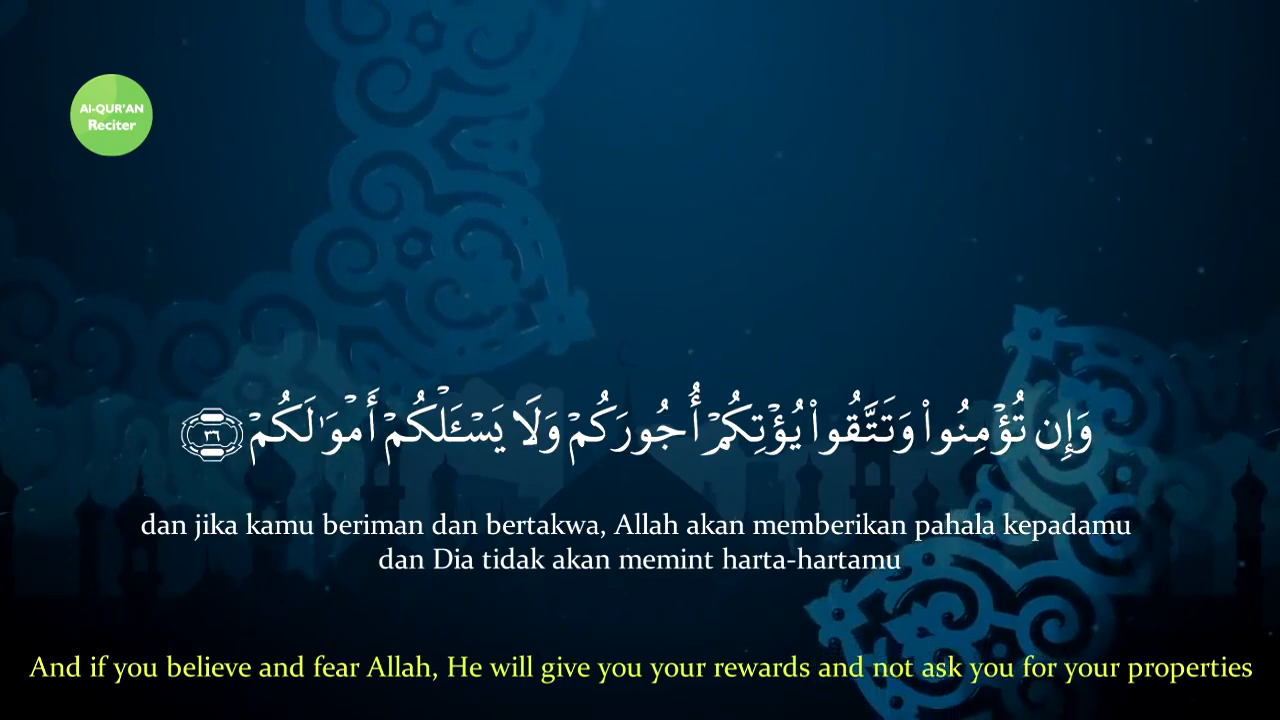 Al-QUR'AN
Reciter
وَإِن تُؤْمِنُوا۟ وَتَتَّقُوا۟ يُؤْتِكُمْ أُجُورَكُمْ وَلَا يَسْـَٔلْكُمْ أَمْوَٰلَكُمْ ٣٦
dan jika kamu beriman dan bertakwa, Allah akan memberikan pahala kepadamu
dan Dia tidak akan memint harta-hartamu
And if you believe and fear Allah, He will give you your rewards and not ask you for your properties